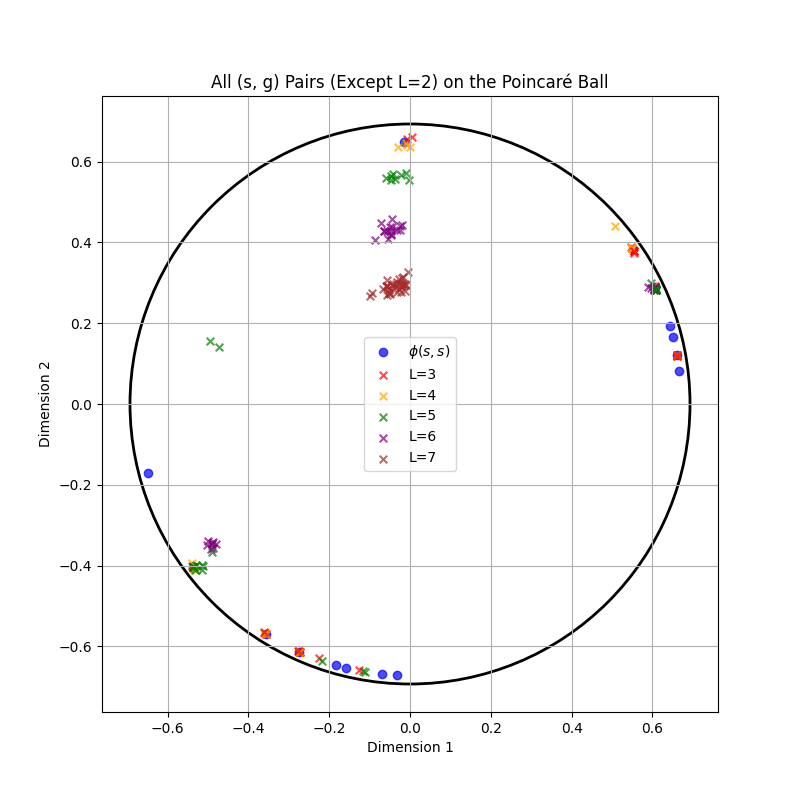 All (s, g) Pairs (Except L=2) on the Poincaré Ball
Dimension 2
0.6
0.4
0.2
0.0
−0.2
−0.4
−0.6
ϕ(s, s)
L=3
L=4
L=5
L=6
L=7
−0.6 −0.4 −0.2 0.0 0.2 0.4 0.6
Dimension 1